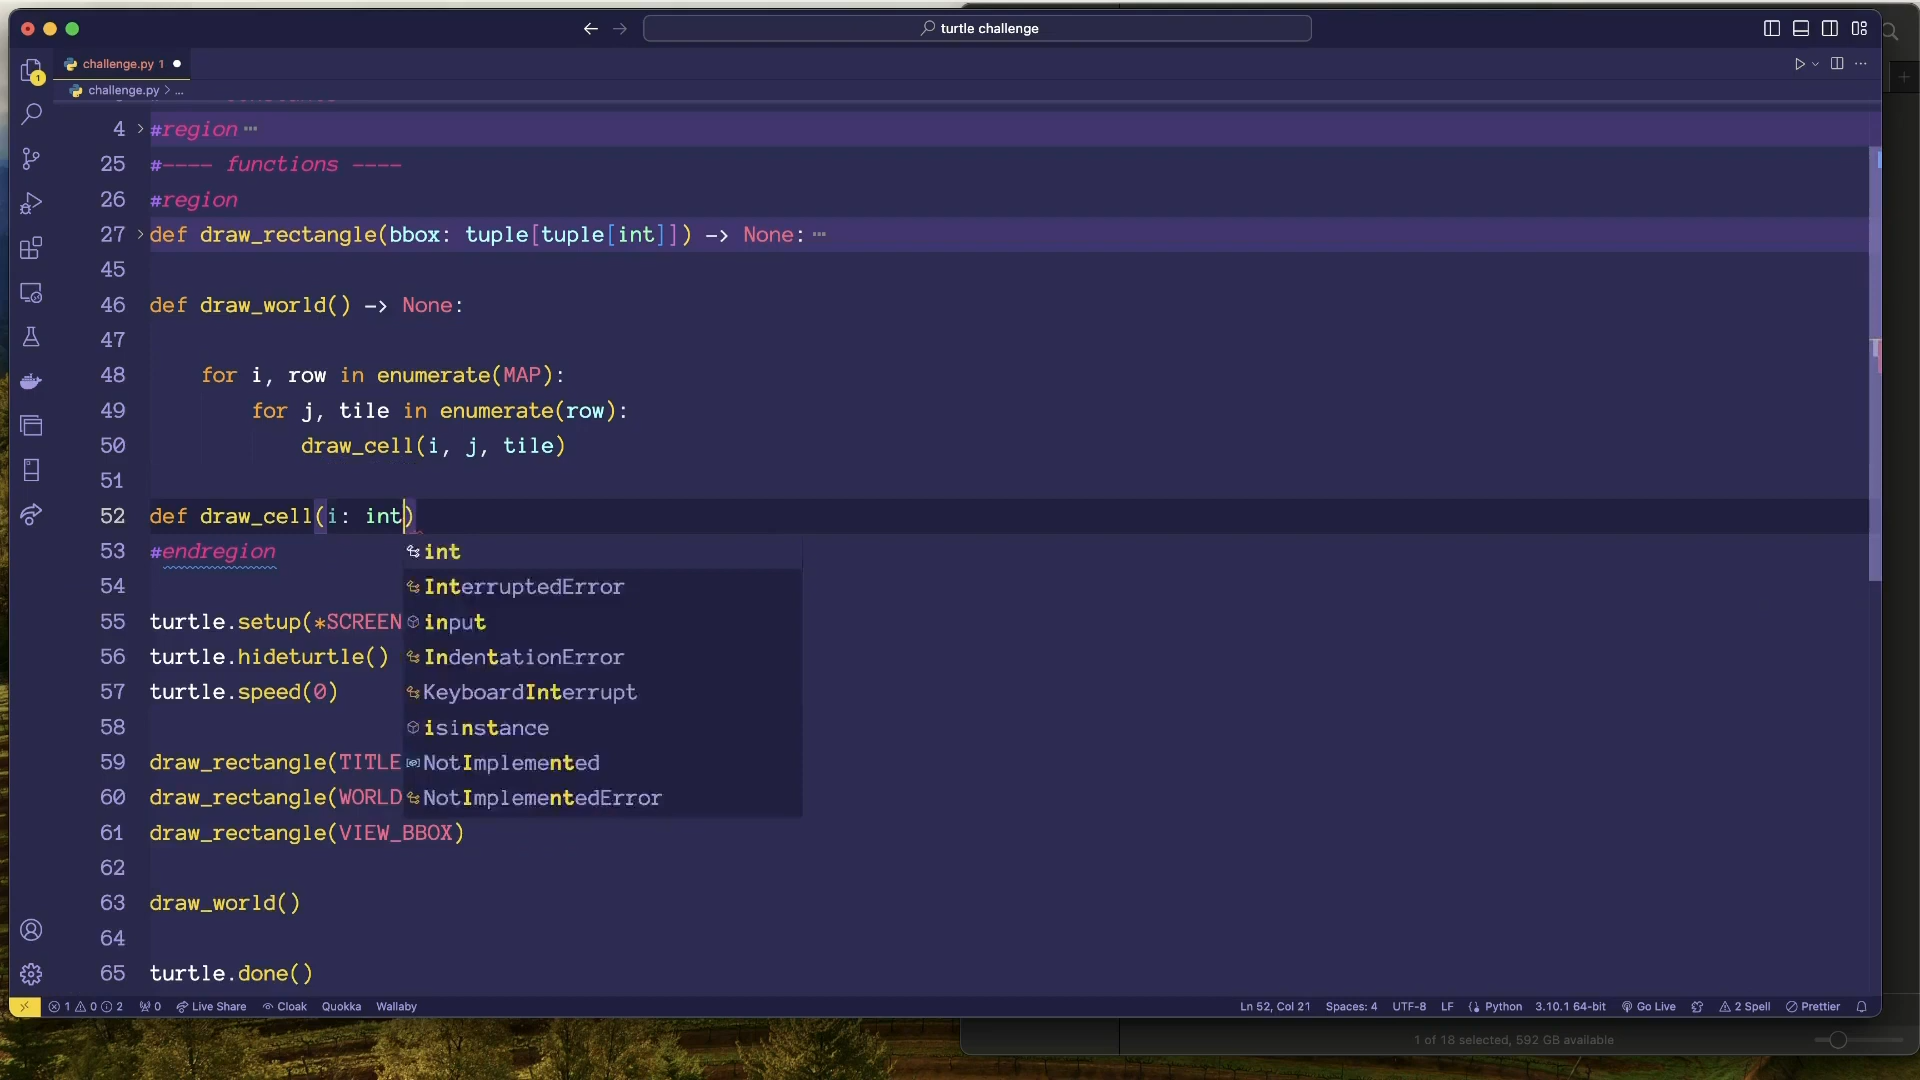 turtle challenge
challenge.py 1
challenge.py > ...
4 #region
25 #---- functions ----
26 #region
27 def draw_rectangle(bbox: tuple[tuple[int]]) -> None:
45
46 def draw_world() -> None:
47
48 for i, row in enumerate(MAP):
49 for j, tile in enumerate(row):
50 draw_cell(i, j, tile)
51
52 def draw_cell(i: int)
53 #endregion
int
54
InterruptedError
55 turtle.setup(*SCREEN
input
56 turtle.hideturtle()
IndentationError
57 turtle.speed(0)
KeyboardInterrupt
58
isinstance
59 draw_rectangle(TITLE
NotImplemented
60 draw_rectangle(WORLD
NotImplementedError
61 draw_rectangle(VIEW_BBOX)
62
63 draw_world()
64
65 turtle.done()
1 0 2 0 Live Share Cloak Quokka Wallaby Ln 52, Col 21 Spaces: 4 UTF-8 LF Python 3.10.1 64-bit Go Live 2 Spell Prettier
1 of 18 selected, 592 GB available